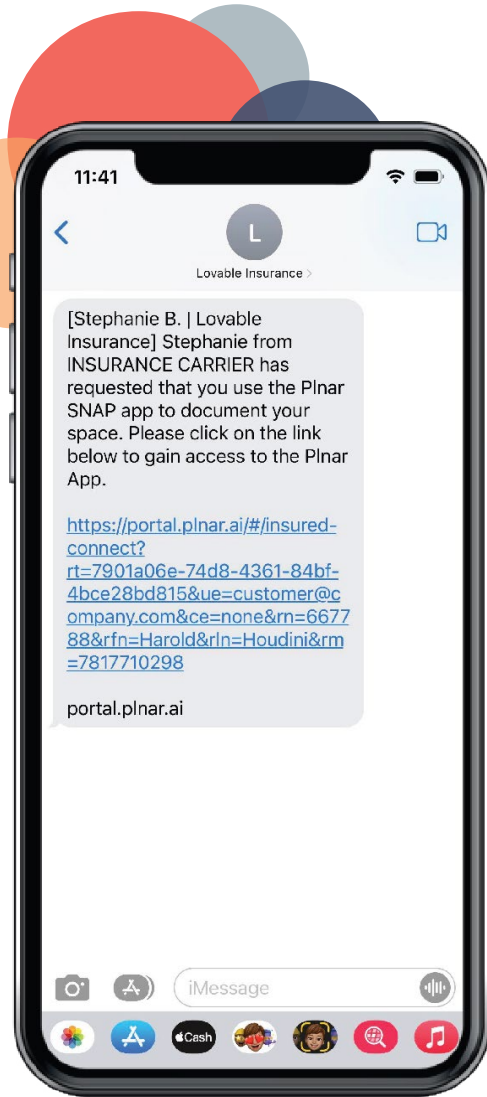 11:41
L
Lovable Insurance >
[Stephanie B. | Lovable
Insurance] Stephanie from
INSURANCE CARRIER has
requested that you use the Plnar
SNAP app to document your
space. Please click on the link
below to gain access to the Plnar
App.
https://portal.plnar.ai/#/insured-
connect?
rt=7901a06e-74d8-4361-84bf-
4bce28bd815&ue=customer@c
ompany.com&ce=none&rn=6677
88&rfn=Harold&rln=Houdini&rm
=7817710298
portal.plnar.ai
iMessage
Cash